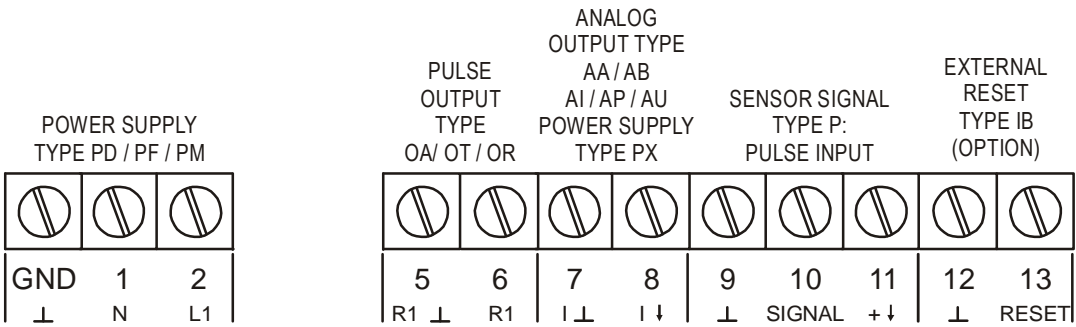 POWER SUPPLY
TYPE PD / PF / PM
PULSE
OUTPUT
TYPE
OA/ OT / OR
ANALOG
OUTPUT TYPE
AA / AB
AI / AP / AU
POWER SUPPLY
TYPE PX
SENSOR SIGNAL
TYPE P:
PULSE INPUT
EXTERNAL
RESET
TYPE IB
(OPTION)
GND 1 2
⊥ N L1
5 6 7 8 9 10 11 12 13
R1 ⊥ R1 I ⊥ I ↓ ⊥ SIGNAL + ↓ ⊥ RESET